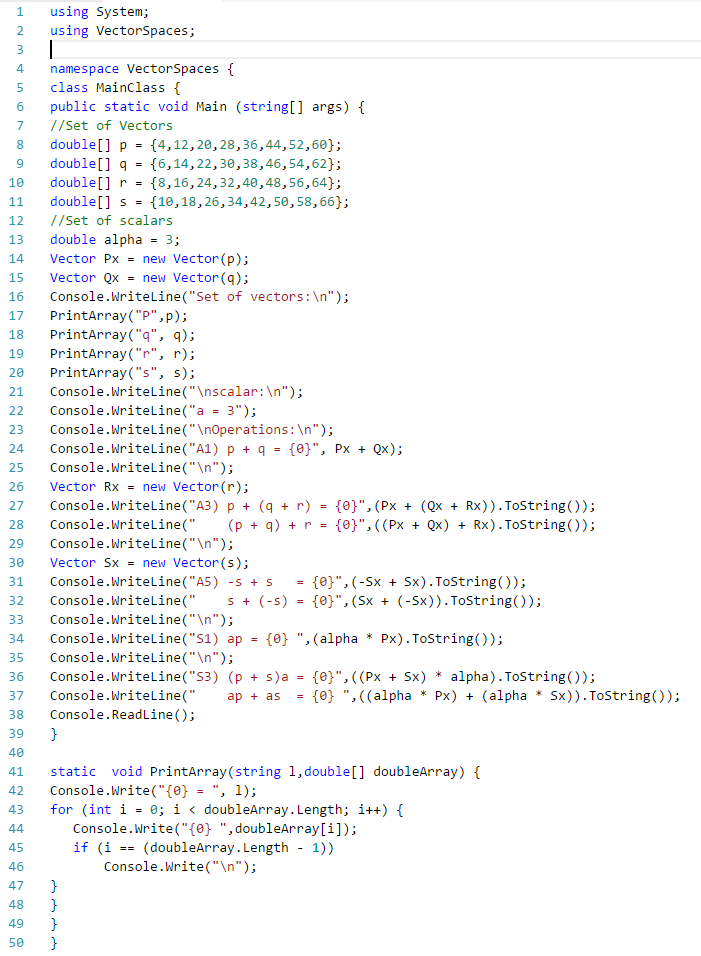 1 using System;
2 using VectorSpaces;
3
4 namespace VectorSpaces {
5 class MainClass {
6 public static void Main (string[] args) {
7 //Set of Vectors
8 double[] p = {4,12,20,28,36,44,52,60};
9 double[] q = {6,14,22,30,38,46,54,62};
10 double[] r = {8,16,24,32,40,48,56,64};
11 double[] s = {10,18,26,34,42,50,58,66};
12 //Set of scalars
13 double alpha = 3;
14 Vector Px = new Vector(p);
15 Vector Qx = new Vector(q);
16 Console.WriteLine("Set of vectors:\n");
17 PrintArray("P",p);
18 PrintArray("q", q);
19 PrintArray("r", r);
20 PrintArray("s", s);
21 Console.WriteLine("\nscalar:\n");
22 Console.WriteLine("a = 3");
23 Console.WriteLine("\nOperations:\n");
24 Console.WriteLine("A1) p + q = {0}", Px + Qx);
25 Console.WriteLine("\n");
26 Vector Rx = new Vector(r);
27 Console.WriteLine("A3) p + (q + r) = {0}",(Px + (Qx + Rx)).ToString());
28 Console.WriteLine("    (p + q) + r = {0}",((Px + Qx) + Rx).ToString());
29 Console.WriteLine("\n");
30 Vector Sx = new Vector(s);
31 Console.WriteLine("A5) -s + s   = {0}",(-Sx + Sx).ToString());
32 Console.WriteLine("    s + (-s) = {0}",(Sx + (-Sx)).ToString());
33 Console.WriteLine("\n");
34 Console.WriteLine("S1) ap = {0} ",(alpha * Px).ToString());
35 Console.WriteLine("\n");
36 Console.WriteLine("S3) (p + s)a = {0}",((Px + Sx) * alpha).ToString());
37 Console.WriteLine("    ap + as  = {0} ",((alpha * Px) + (alpha * Sx)).ToString());
38 Console.ReadLine();
39 }
40
41 static  void PrintArray(string l,double[] doubleArray) {
42 Console.Write("{0} = ", l);
43 for (int i = 0; i < doubleArray.Length; i++) {
44    Console.Write("{0} ",doubleArray[i]);
45    if (i == (doubleArray.Length - 1))
46        Console.Write("\n");
47 }
48 }
49 }
50 }